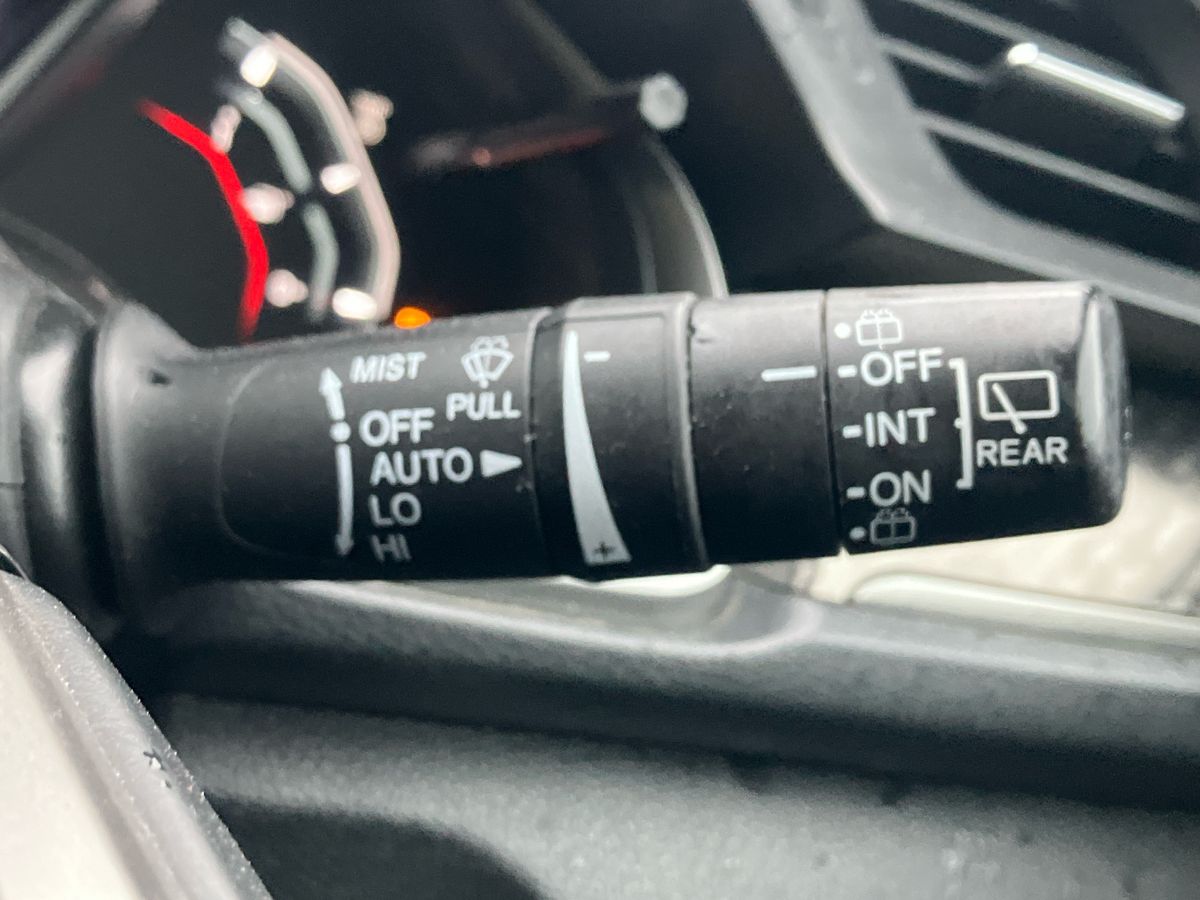 MIST
PULL
OFF
AUTO
LO
HI
-
+
-OFF
-INT
-ON
REAR